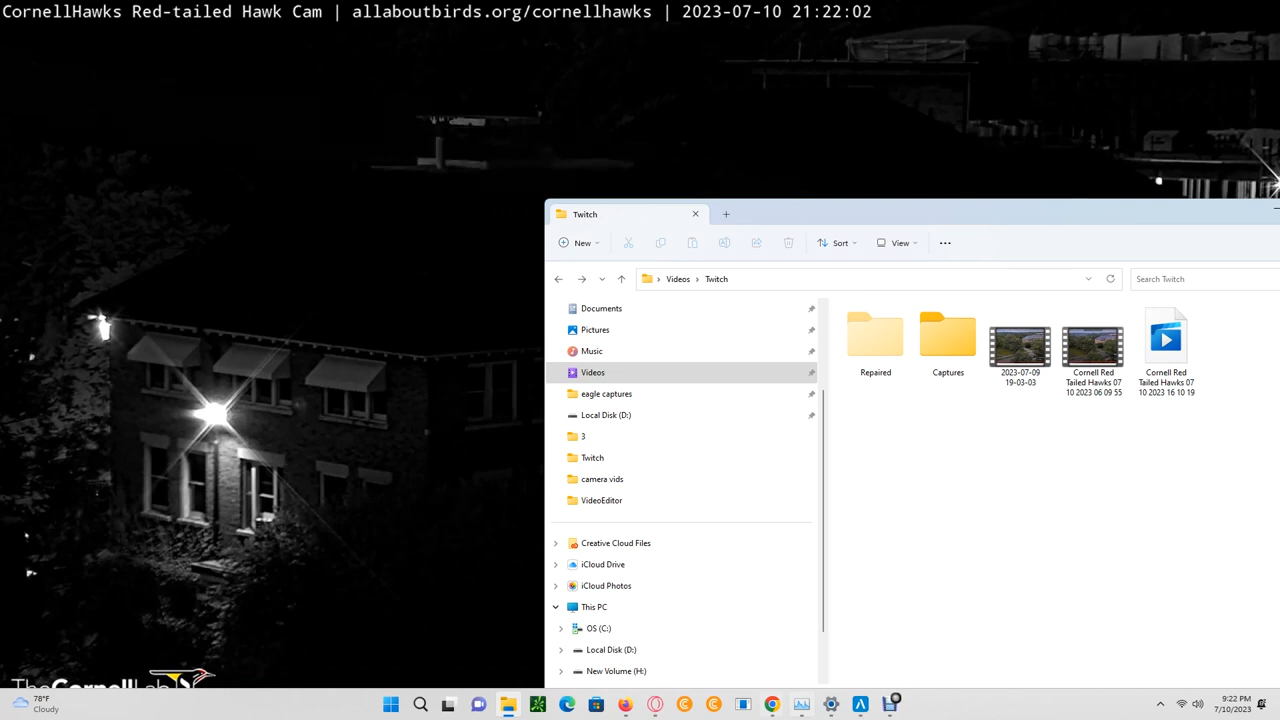 CornellHawks Red-tailed Hawk Cam | allaboutbirds.org/cornellhawks | 2023-07-10 21:22:02
Twitch
New
Sort
View
Videos
Twitch
Search Twitch
Documents
Pictures
Music
Videos
eagle captures
Local Disk (D:)
3
Twitch
camera vids
VideoEditor
Creative Cloud Files
iCloud Drive
iCloud Photos
This PC
OS (C:)
Local Disk (D:)
New Volume (H:)
Repaired
Captures
2023-07-09
19-03-03
Cornell Red
Tailed Hawks 07
10 2023 06 09 55
Cornell Red
Tailed Hawks 07
10 2023 16 10 19
TheCornellLab
78°F
Cloudy
9:22 PM
7/10/2023